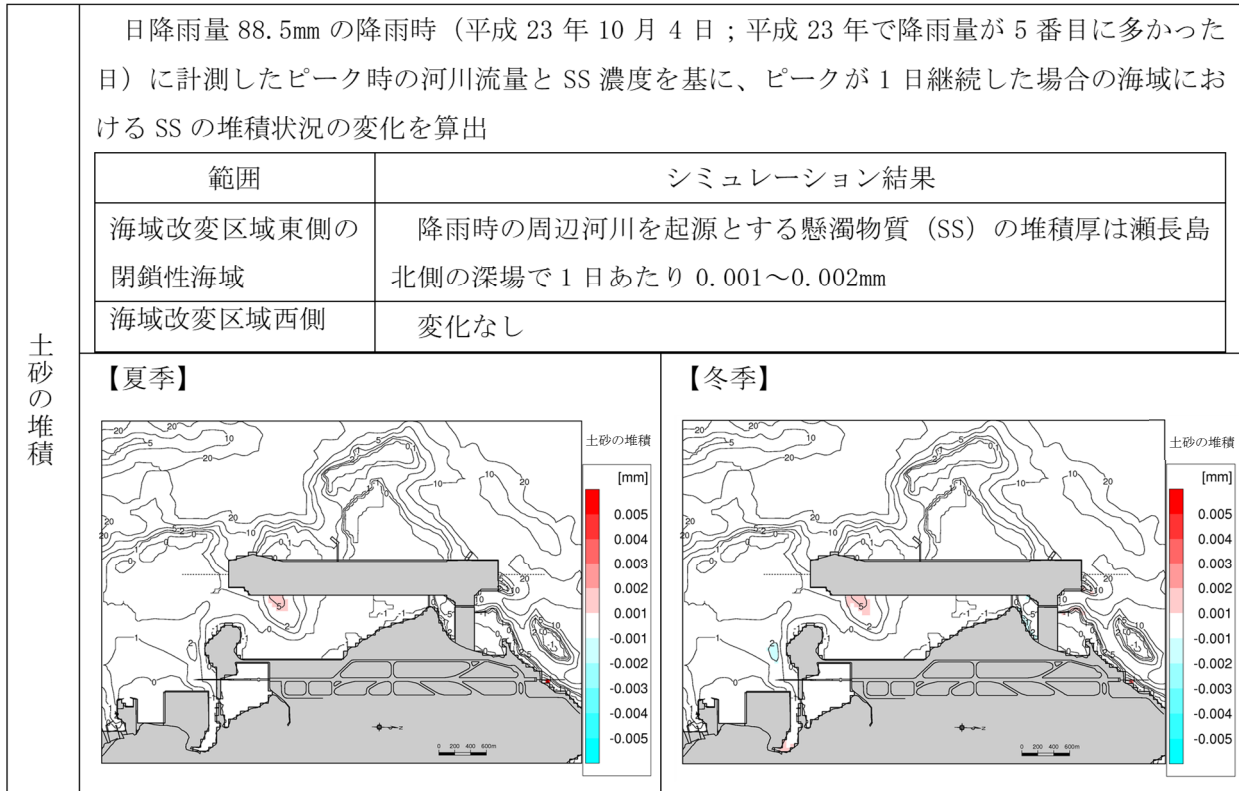 日降雨量 88.5mm の降雨時（平成 23 年 10 月 4 日；平成 23 年で降雨量が 5 番目に多かった
日）に計測したピーク時の河川流量と SS 濃度を基に、ピークが 1 日継続した場合の海域にお
ける SS の堆積状況の変化を算出
範囲
シミュレーション結果
海域改変区域東側の
閉鎖性海域
降雨時の周辺河川を起源とする懸濁物質（SS）の堆積厚は瀬長島
北側の深場で 1 日あたり 0.001～0.002mm
海域改変区域西側
変化なし
土砂の堆積
【夏季】
土砂の堆積
[mm]
0.005
0.004
0.003
0.002
0.001
-0.001
-0.002
-0.003
-0.004
-0.005
0 200 400 600m
【冬季】
土砂の堆積
[mm]
0.005
0.004
0.003
0.002
0.001
-0.001
-0.002
-0.003
-0.004
-0.005
0 200 400 600m